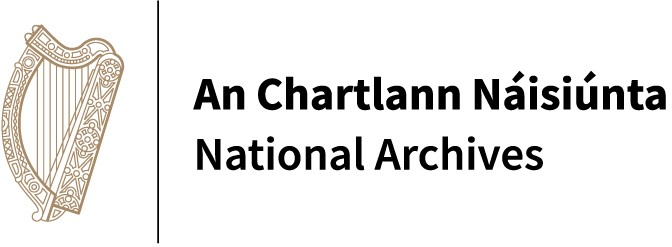 An Chartlann Náisiúnta
National Archives